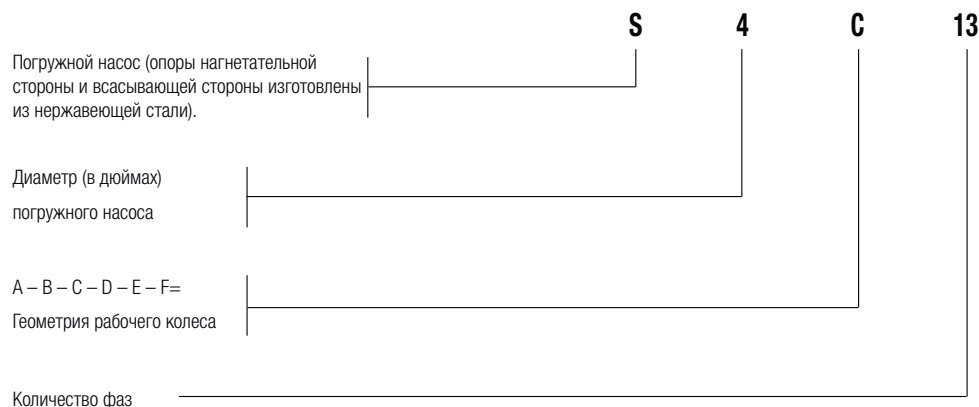 S 4 C 13
Погружной насос (опоры нагнетательной
стороны и всасывающей стороны изготовлены
из нержавеющей стали).
Диаметр (в дюймах)
погружного насоса
A – B – C – D – E – F=
Геометрия рабочего колеса
Количество фаз